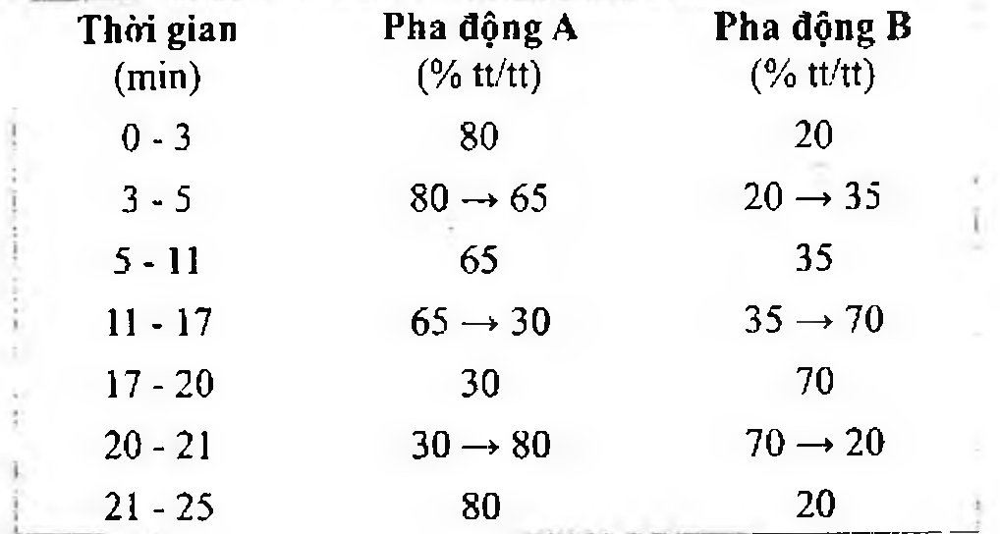 Thời gian Pha động A Pha động B
(min) (% tt/tt) (% tt/tt)
0 - 3 80 20
3 - 5 80 → 65 20 → 35
5 - 11 65 35
11 - 17 65 → 30 35 → 70
17 - 20 30 70
20 - 21 30 → 80 70 → 20
21 - 25 80 20